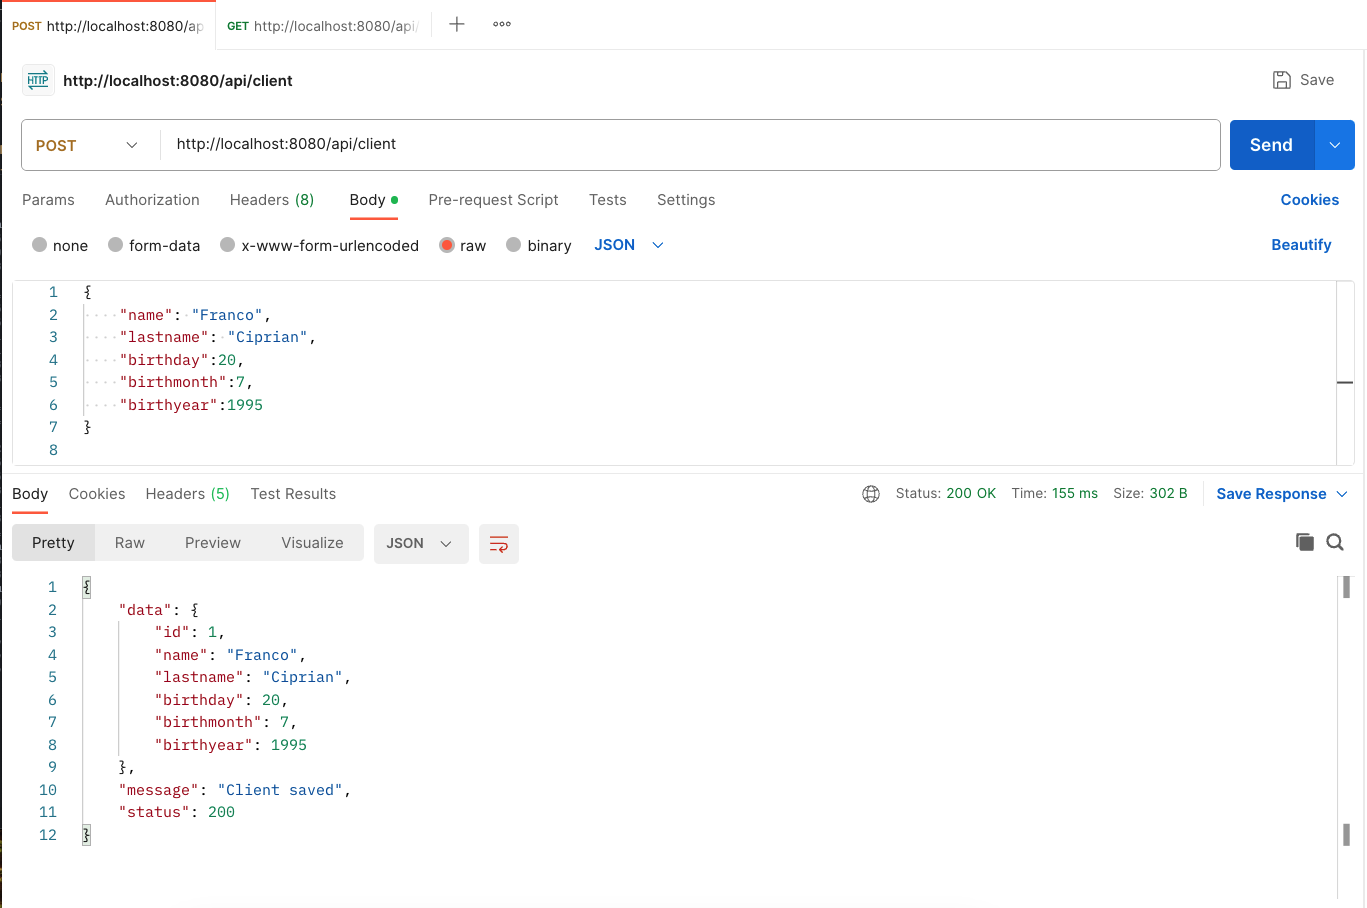 POST http://localhost:8080/ap
GET http://localhost:8080/api/
HTTP http://localhost:8080/api/client
Save
POST http://localhost:8080/api/client
Send
Params Authorization Headers (8) Body Pre-request Script Tests Settings Cookies
none form-data x-www-form-urlencoded raw binary JSON Beautify
1 {
2 "name": "Franco",
3 "lastname": "Ciprian",
4 "birthday":20,
5 "birthmonth":7,
6 "birthyear":1995
7 }
8
Body Cookies Headers (5) Test Results Status: 200 OK Time: 155 ms Size: 302 B Save Response
Pretty Raw Preview Visualize JSON
1 {
2 "data": {
3 "id": 1,
4 "name": "Franco",
5 "lastname": "Ciprian",
6 "birthday": 20,
7 "birthmonth": 7,
8 "birthyear": 1995
9 },
10 "message": "Client saved",
11 "status": 200
12 }